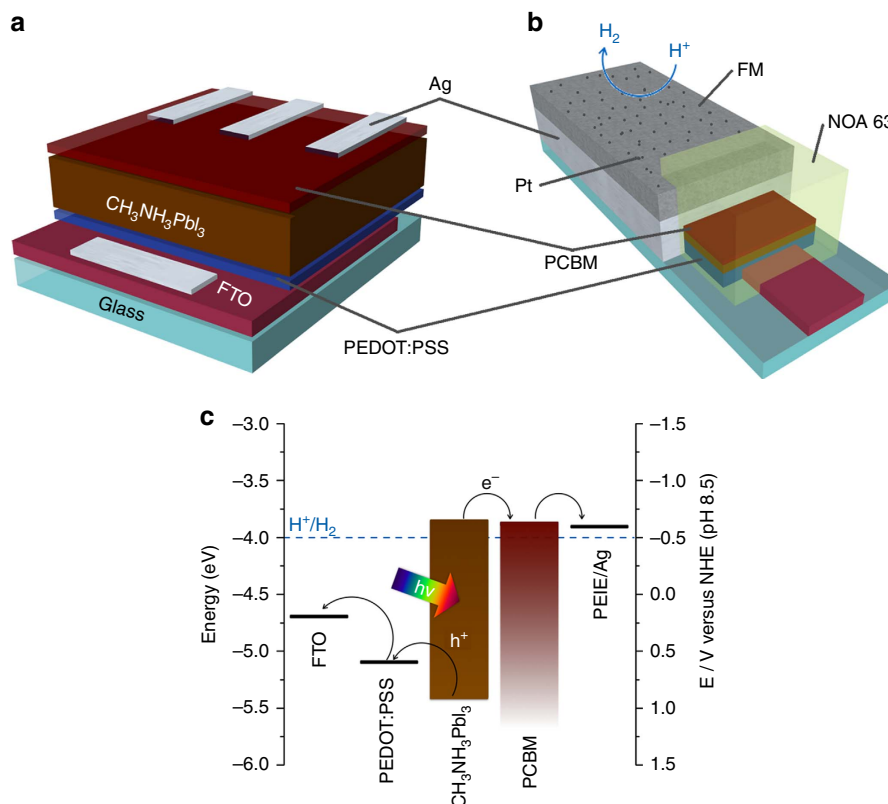 a
b
H₂
H⁺
Ag
FM
NOA 63
Pt
CH₃NH₃PbI₃
FTO
Glass
PCBM
PEDOT:PSS
c
−3.0
−3.5
−4.0
−4.5
−5.0
−5.5
−6.0
Energy (eV)
H⁺/H₂
e⁻
hν
h⁺
FTO
PEDOT:PSS
CH₃NH₃PbI₃
PCBM
PEIE/Ag
−1.5
−1.0
−0.5
0.0
0.5
1.0
1.5
E / V versus NHE (pH 8.5)